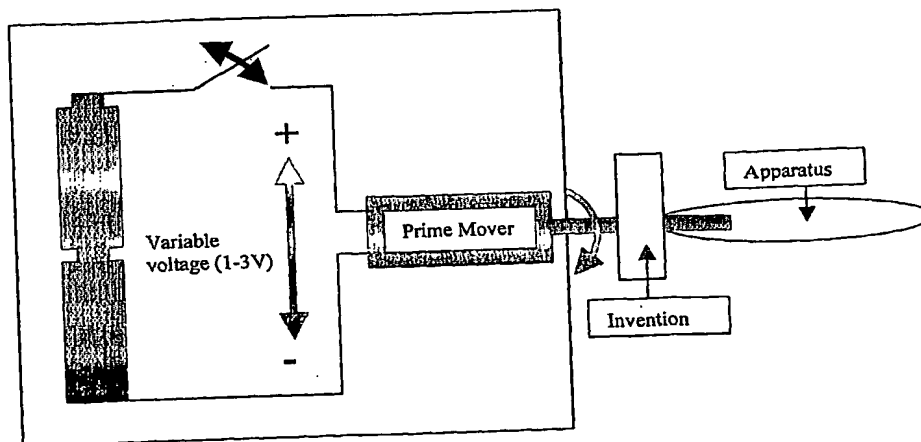 +
Variable
voltage (1-3V)
-
Prime Mover
Apparatus
Invention